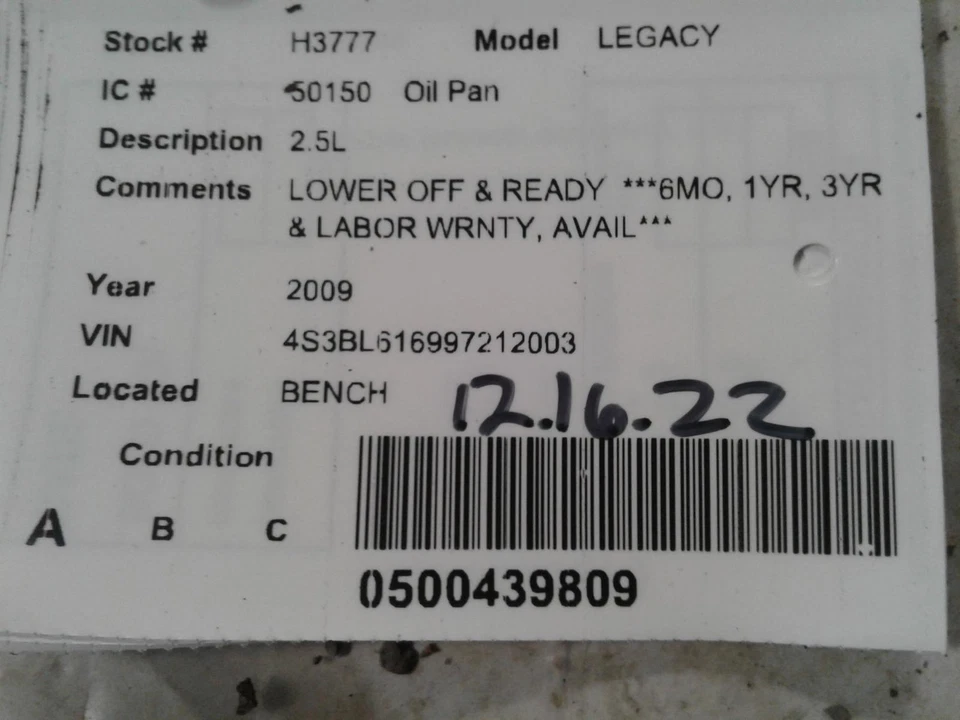 Stock # H3777 Model LEGACY
IC # 50150 Oil Pan
Description 2.5L
Comments LOWER OFF & READY ***6MO, 1YR, 3YR
& LABOR WRNTY, AVAIL***
Year 2009
VIN 4S3BL616997212003
Located BENCH 12.16.22
Condition
A B C
0500439809